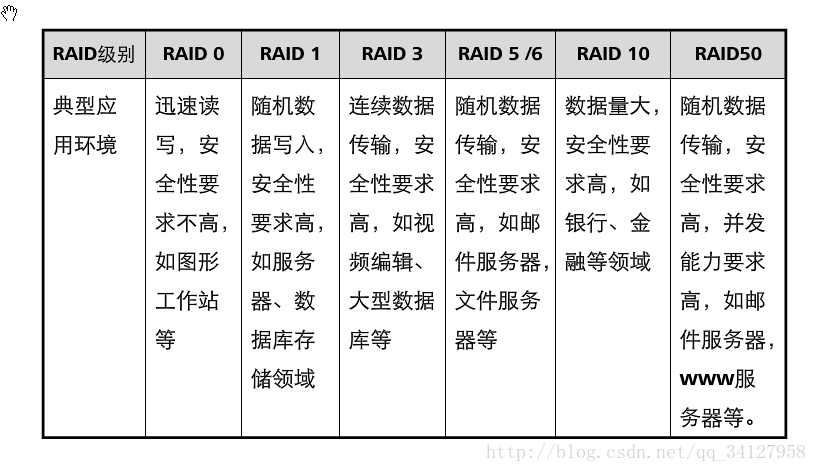 RAID级别 RAID 0 RAID 1 RAID 3 RAID 5 /6 RAID 10 RAID50
典型应
用环境
迅速读
写，安
全性要
求不高，
如图形
工作站
等
随机数
据写入，
安全性
要求高，
如服务
器、数
据库存
储领域
连续数据
传输，安
全性要求
高，如视
频编辑、
大型数据
库等
随机数据
传输，安
全性要求
高，如邮
件服务器，
文件服务
器等
数据量大，
安全性要
求高，如
银行、金
融等领域
随机数据
传输，安
全性要求
高，并发
能力要求
高，如邮
件服务器，
www服
务器等。
http://blog.csdn.net/qq_34127958